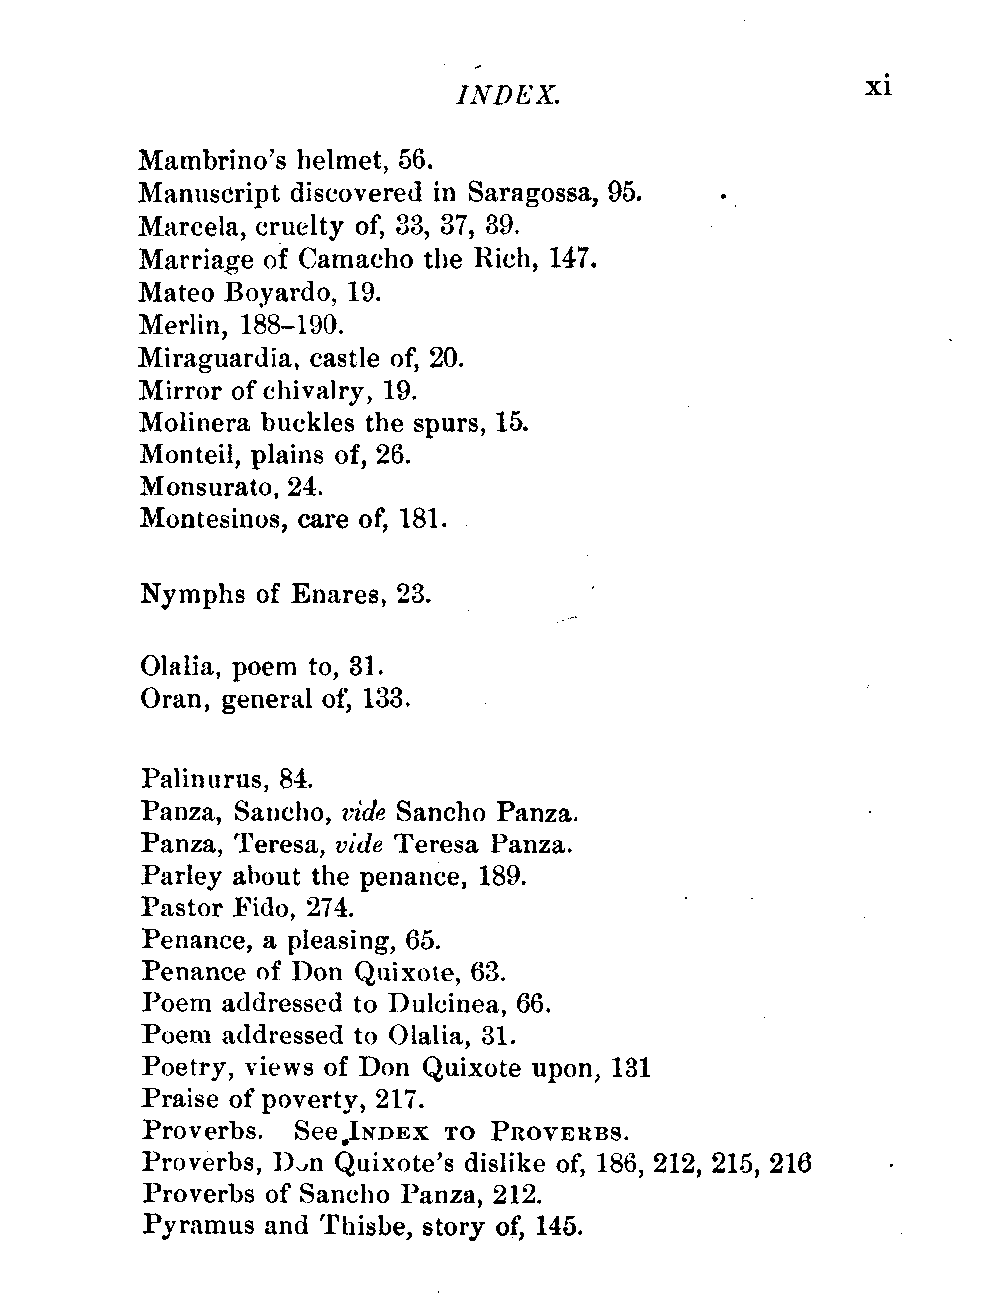 INDEX. xi
Mambrino's helmet, 56.
Manuscript discovered in Saragossa, 95.
Marcela, cruelty of, 33, 37, 39.
Marriage of Camacho the Rich, 147.
Mateo Boyardo, 19.
Merlin, 188–190.
Miraguardia, castle of, 20.
Mirror of chivalry, 19.
Molinera buckles the spurs, 15.
Monteil, plains of, 26.
Monsurato, 24.
Montesinos, care of, 181.
Nymphs of Enares, 23.
Olalia, poem to, 31.
Oran, general of, 133.
Palinurus, 84.
Panza, Sancho, vide Sancho Panza.
Panza, Teresa, vide Teresa Panza.
Parley about the penance, 189.
Pastor Fido, 274.
Penance, a pleasing, 65.
Penance of Don Quixote, 63.
Poem addressed to Dulcinea, 66.
Poem addressed to Olalia, 31.
Poetry, views of Don Quixote upon, 131
Praise of poverty, 217.
Proverbs. See INDEX TO PROVERBS.
Proverbs, Don Quixote's dislike of, 186, 212, 215, 216
Proverbs of Sancho Panza, 212.
Pyramus and Thisbe, story of, 145.